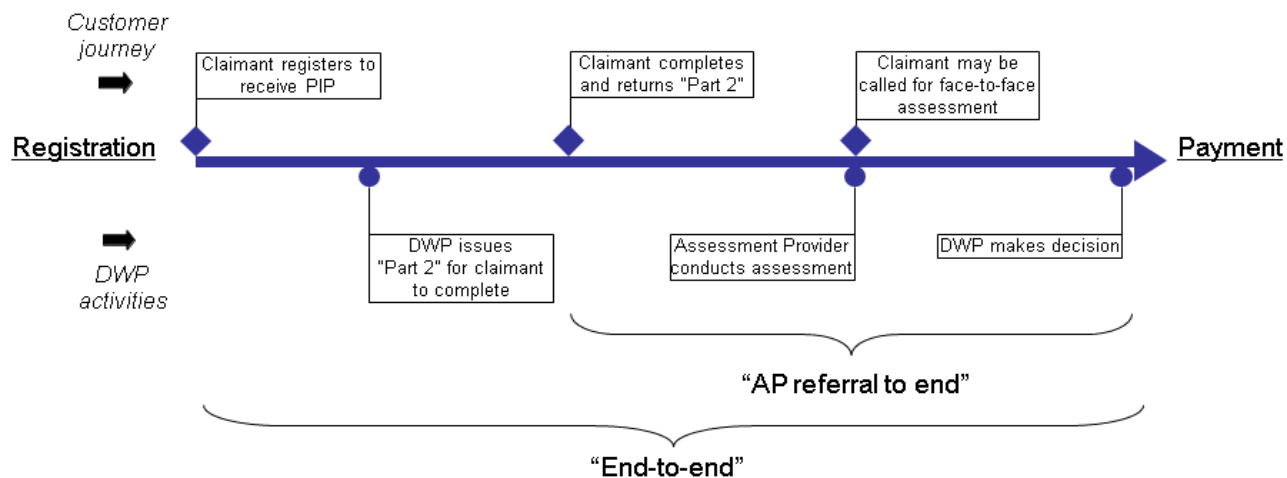 Customer
journey
Claimant registers to
receive PIP
Claimant completes
and returns "Part 2"
Claimant may be
called for face-to-face
assessment
Registration
Payment
DWP issues
"Part 2" for claimant
to complete
Assessment Provider
conducts assessment
DWP makes decision
DWP
activities
“AP referral to end”
“End-to-end”